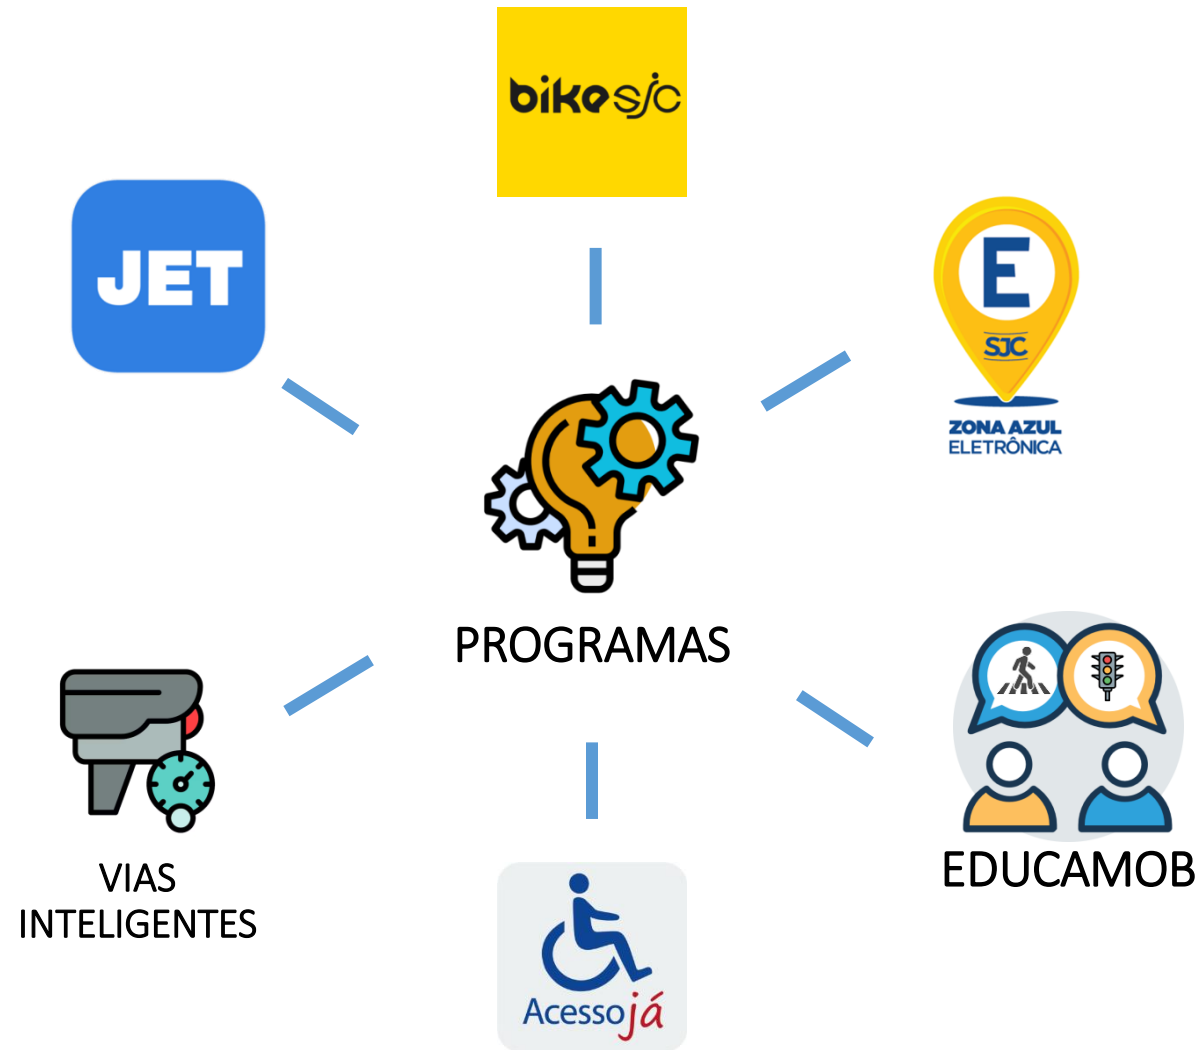 bikesjc
JET
E
SJC
ZONA AZUL
ELETRÔNICA
PROGRAMAS
VIAS
INTELIGENTES
EDUCAMOB
Acessojá